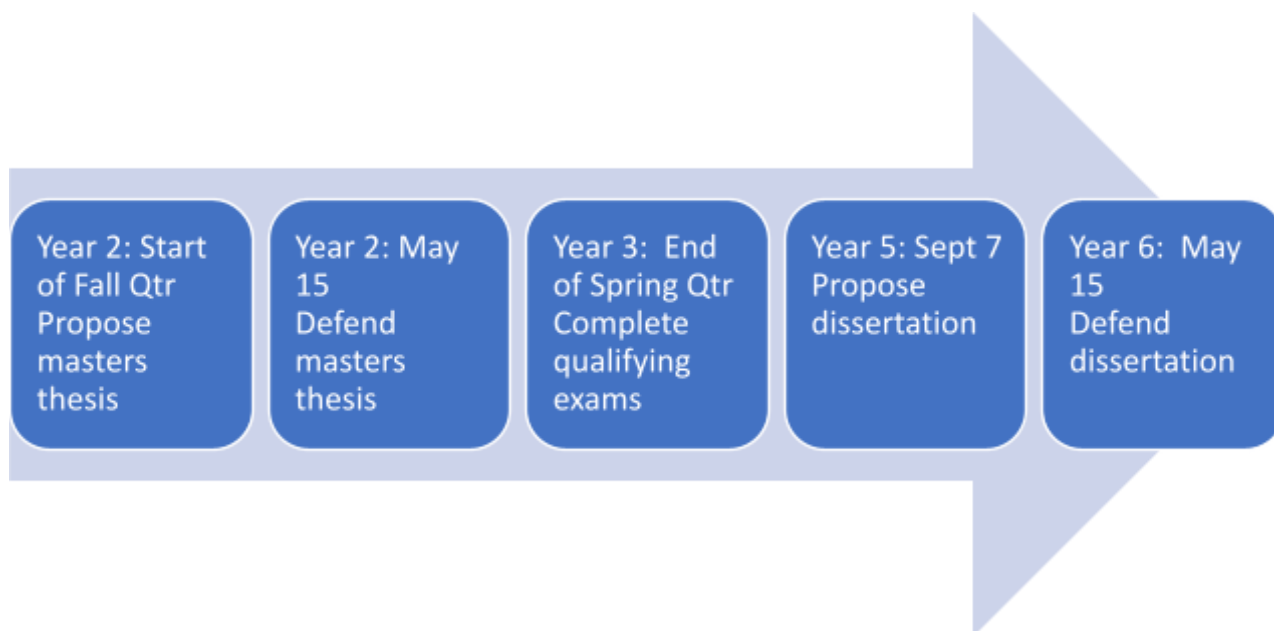 Year 2: Start
of Fall Qtr
Propose
masters
thesis
Year 2: May
15
Defend
masters
thesis
Year 3:  End
of Spring Qtr
Complete
qualifying
exams
Year 5: Sept 7
Propose
dissertation
Year 6:  May
15
Defend
dissertation